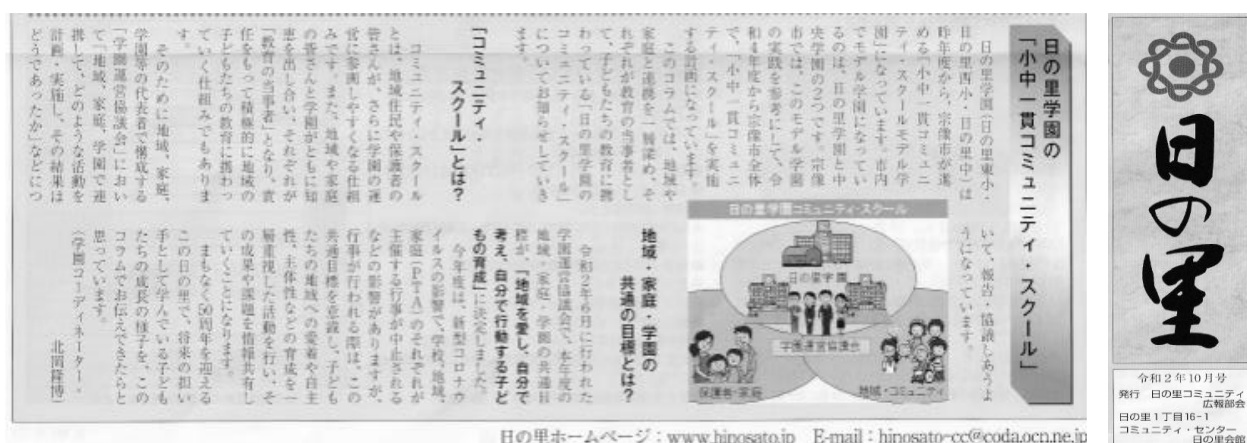 日の里学園の
「小中一貫コミュニティ・スクール」
日の里学園(日の里東小・
日の里西小・日の里中)は
昨年度から、宗像市が進
める「小中一貫コミュニ
ティ・スクールモデル学
園」になっています。市内
でモデル学園になってい
るのは、日の里学園と中
央学園の2つです。宗像
市では、このモデル学園
の実践を参考にして、令
和4年度から宗像市全体
で、「小中一貫コミュニ
ティ・スクール」を実施
する計画になっています。
このコラムでは、地域や
家庭と連携を一層深め、そ
れぞれが教育の当事者とし
て、子どもたちの教育に携
わっている「日の里学園の
コミュニティ・スクール」
についてお知らせしていき
ます。
「コミュニティ・
スクール」とは?
コミュニティ・スクール
とは、地域住民や保護者の
皆さんが、さらに学園の運
営に参画しやすくなる仕組
みです。また、地域や家庭
の皆さんと学園がともに知
恵を出し合い、それぞれが
「教育の当事者」となり、責
任をもって積極的に地域の
子どもたちの教育に携わっ
ていく仕組みでもありま
す。
そのために地域、家庭、
学園等の代表者で構成する
「学園運営協議会」におい
て「地域、家庭、学園で連
携して、どのような活動を
計画・実施し、その結果は
どうであったか」などにつ
いて、報告・協議しあうよ
うになっています。
日の里学園コミュニティ・スクール
日の里学園
学園運営協議会
保護者・家庭
地域・コミュニティ
地域・家庭・学園の
共通の目標とは?
令和2年6月に行われた
学園運営協議会で、本年度の
地域、家庭、学園の共通目
標が、「地域を愛し、自分で
考え、自分で行動する子ど
もの育成」に決定しました。
今年度は、新型コロナウ
イルスの影響で、学校、地域、
家庭(PTA)のそれぞれが
主催する行事が中止される
などの影響がありますが、
行事が行われる際は、この
共通目標を意識し、子ども
たちの地域への愛着や自主
性、主体性などの育成を一
層重視した活動を行い、そ
の成果や課題を情報共有し
ていくことになります。
まもなく50周年を迎える
この日の里で、将来の担い
手として学んでいる子ども
たちの成長の様子を、この
コラムでお伝えできたらと
思っています。
(学園コーディネーター・
北岡隆博)
日の里ホームページ:www.hinosato.jp E-mail:hinosato-cc@coda.ocn.ne.jp
日の里
令和2年10月号
発行 日の里コミュニティ
広報部会
日の里1丁目16-1
コミュニティ・センター
日の里会館